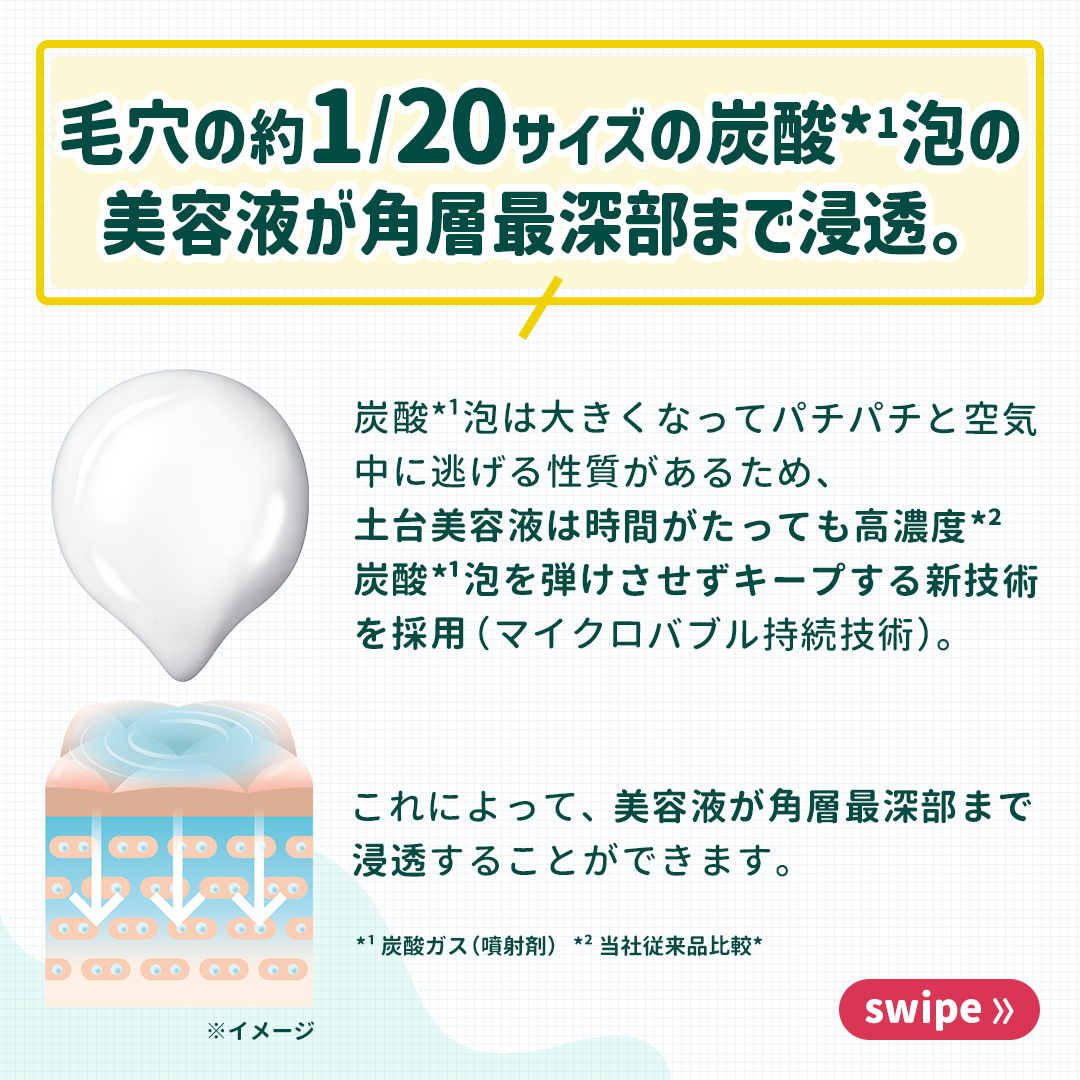 毛穴の約1/20サイズの炭酸*1泡の
美容液が角層最深部まで浸透。
炭酸*1泡は大きくなってパチパチと空気
中に逃げる性質があるため、
土台美容液は時間がたっても高濃度*2
炭酸*1泡を弾けさせずキープする新技術
を採用（マイクロバブル持続技術）。
これによって、美容液が角層最深部まで
浸透することができます。
*1 炭酸ガス（噴射剤） *2 当社従来品比較*
※イメージ
swipe »